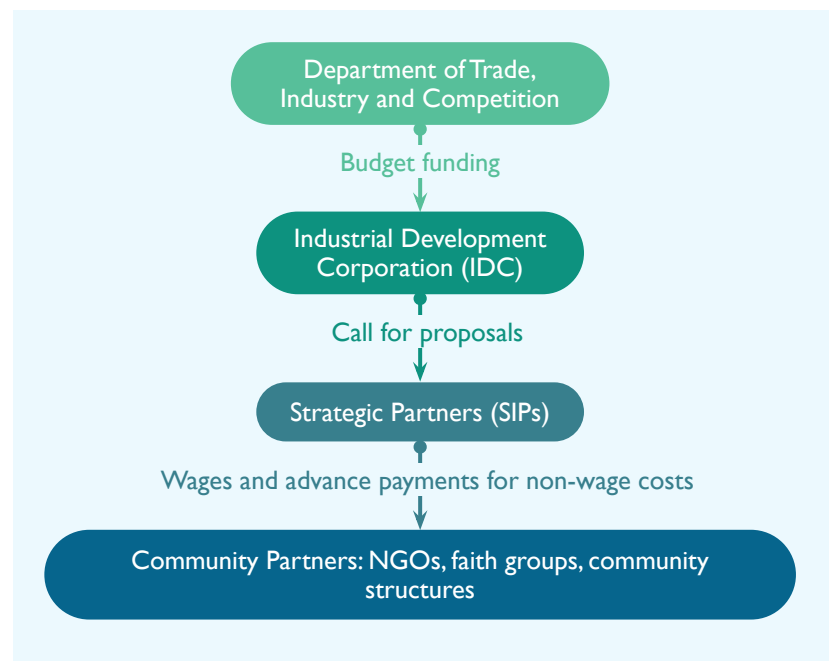 Department of Trade,
Industry and Competition
Budget funding
Industrial Development
Corporation (IDC)
Call for proposals
Strategic Partners (SIPs)
Wages and advance payments for non-wage costs
Community Partners: NGOs, faith groups, community
structures